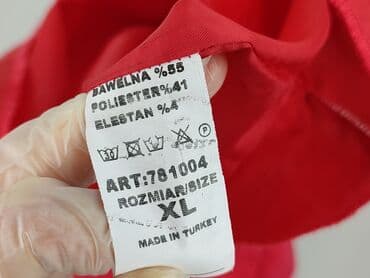 BAWEŁNA %55
POLIESTER%41
ELESTAN %4
P
ART:781004
ROZMIAR/SIZE
XL
MADE IN TURKEY